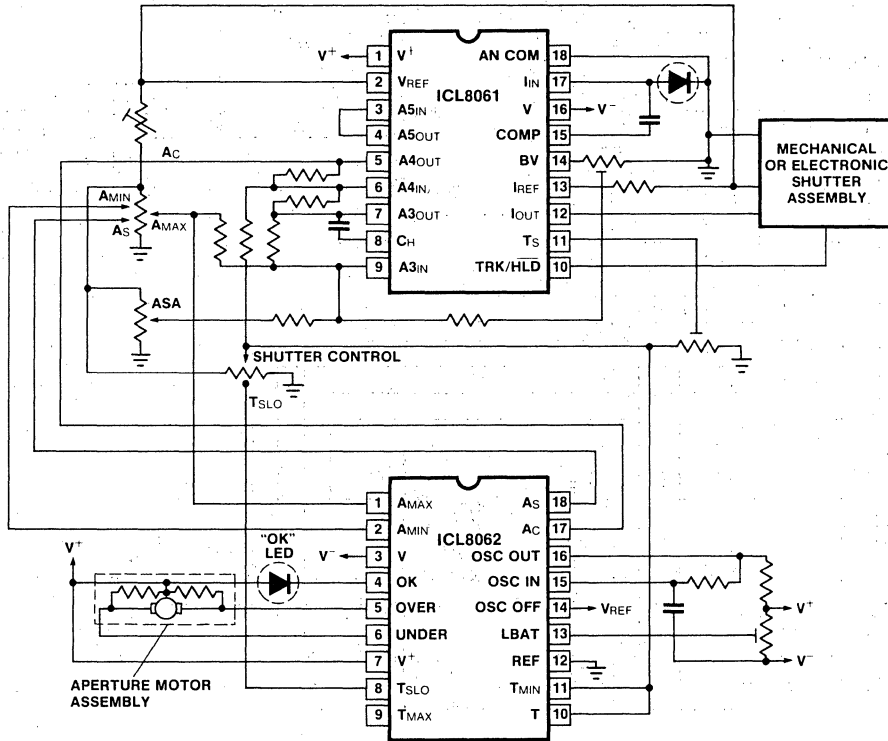 V+
1 V+
2 VREF
3 A5IN
4 A5OUT
5 A4OUT
6 A4IN
7 A3OUT
8 CH
9 A3IN
ICL8061
AN COM 18
IIN 17
V 16
V-
COMP 15
BV 14
IREF 13
IOUT 12
TS 11
TRK/HLD 10
MECHANICAL
OR ELECTRONIC
SHUTTER
ASSEMBLY
AC
AMIN
AS
AMAX
ASA
SHUTTER CONTROL
TSLO
1 AMAX
2 AMIN
3 V
4 OK
5 OVER
6 UNDER
7 V+
8 TSLO
9 TMAX
ICL8062
AS 18
AC 17
OSC OUT 16
OSC IN 15
OSC OFF 14
LBAT 13
REF 12
TMIN 11
T 10
V+
"OK"
LED
V-
VREF
V+
V-
APERTURE MOTOR
ASSEMBLY